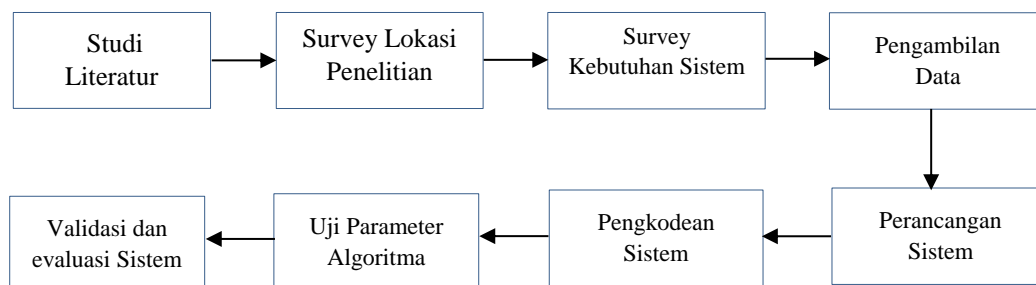 Studi
Literatur
Survey Lokasi
Penelitian
Survey
Kebutuhan Sistem
Pengambilan
Data
Perancangan
Sistem
Pengkodean
Sistem
Uji Parameter
Algoritma
Validasi dan
evaluasi Sistem